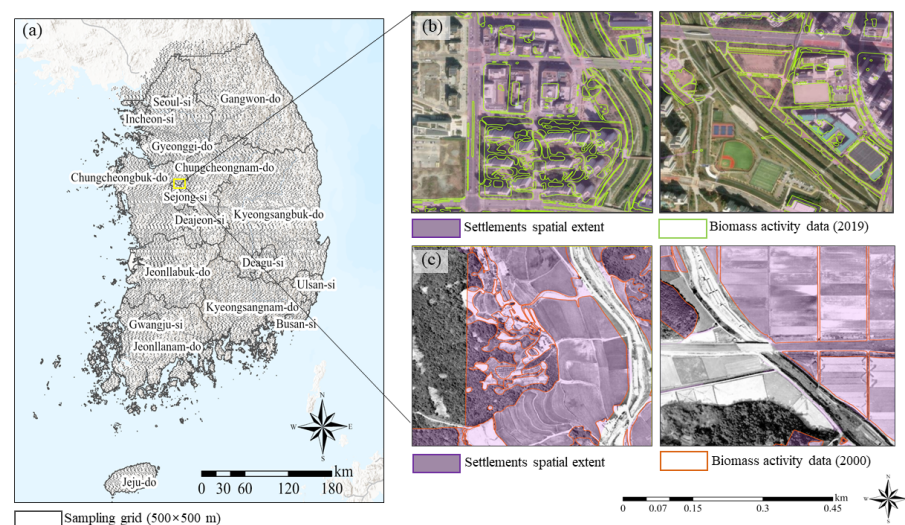 (a)
Seoul-si
Gangwon-do
Incheon-si
Gyeonggi-do
Chungcheongnam-do
Chungcheongbuk-do
Sejong-si
Deajeon-si
Kyeongsangbuk-do
Deagu-si
Jeonllabuk-do
Ulsan-si
Kyeongsangnam-do
Gwangju-si
Busan-si
Jeonllanam-do
N
W E
S
Jeju-do
km
0 30 60 120 180
Sampling grid (500×500 m)
(b)
Settlements spatial extent
Biomass activity data (2019)
(c)
Settlements spatial extent
Biomass activity data (2000)
km
0 0.07 0.15 0.3 0.45
N
W E
S